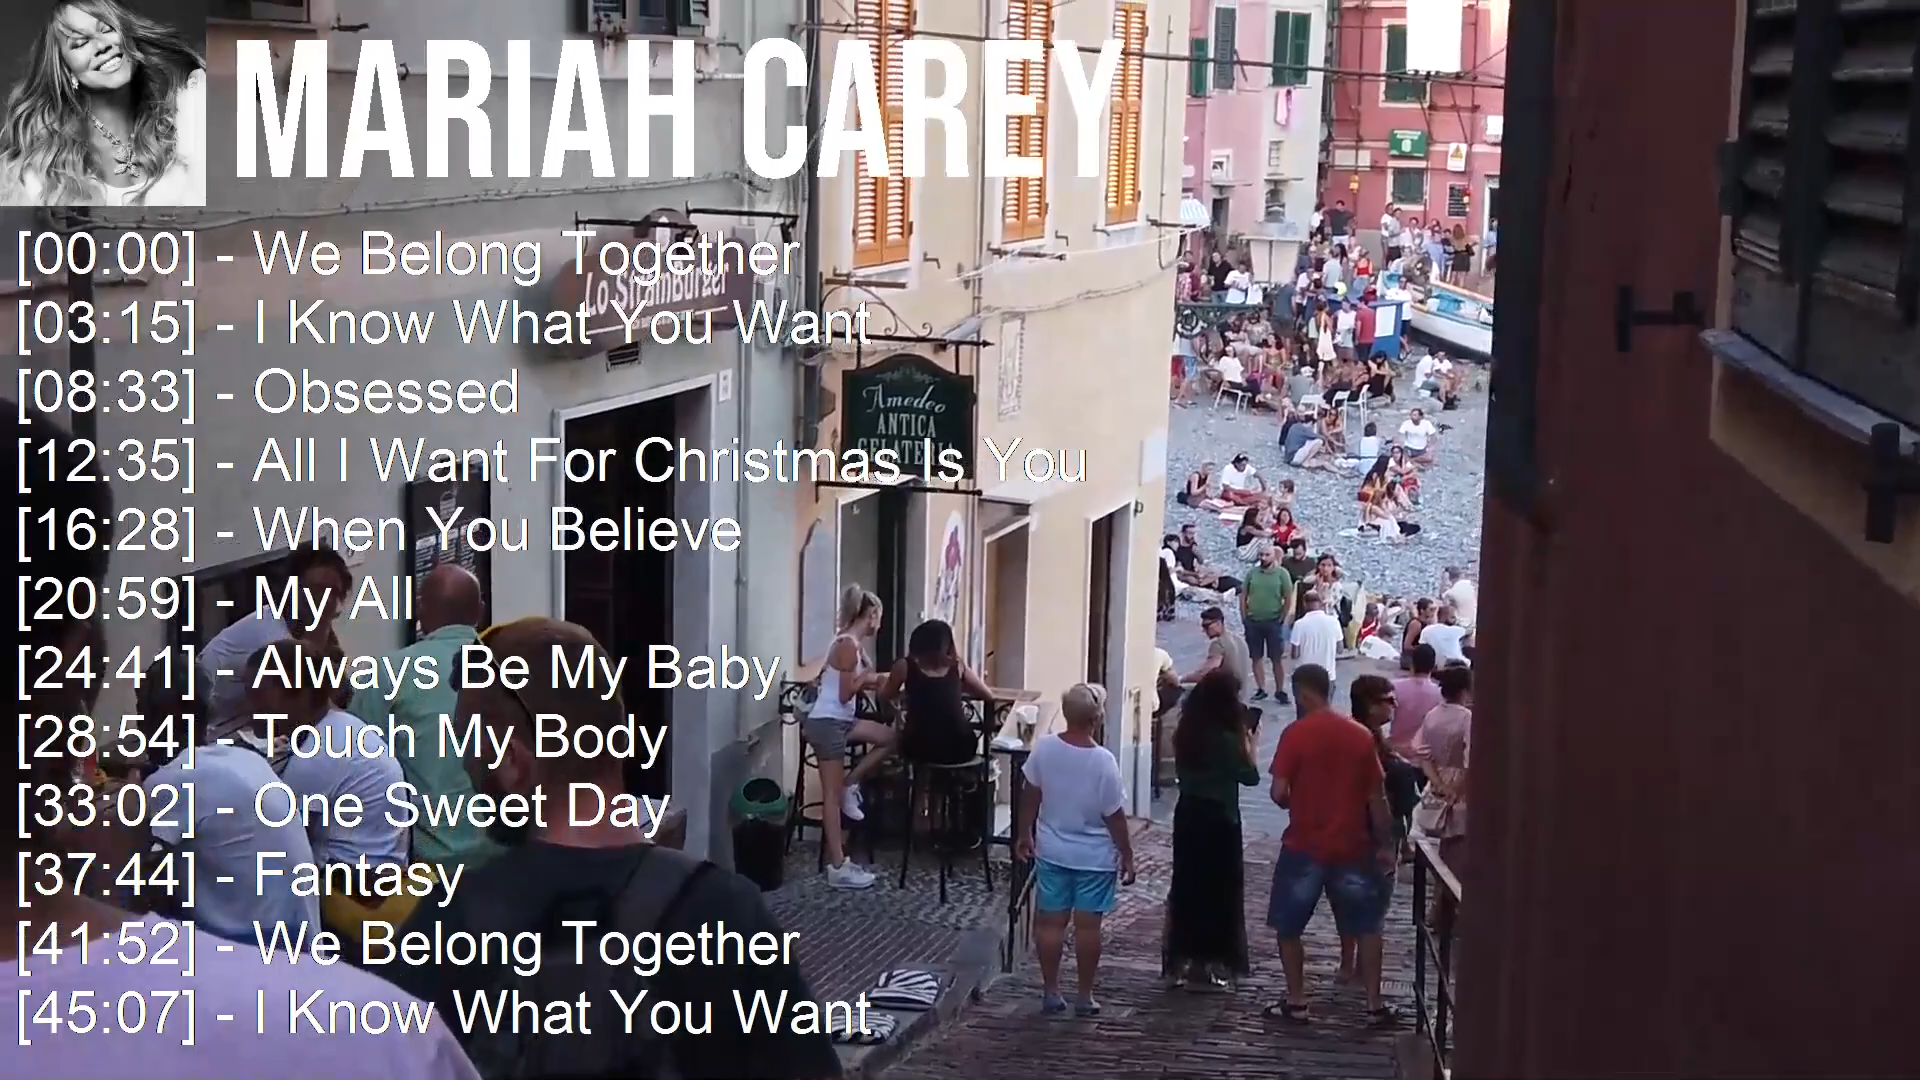 MARIAH CAREY
[00:00] - We Belong Together
Lo StramBurger
[03:15] - I Know What You Want
[08:33] - Obsessed
Amedeo
ANTICA
GELATERIA
[12:35] - All I Want For Christmas Is You
[16:28] - When You Believe
[20:59] - My All
[24:41] - Always Be My Baby
[28:54] - Touch My Body
[33:02] - One Sweet Day
[37:44] - Fantasy
[41:52] - We Belong Together
[45:07] - I Know What You Want